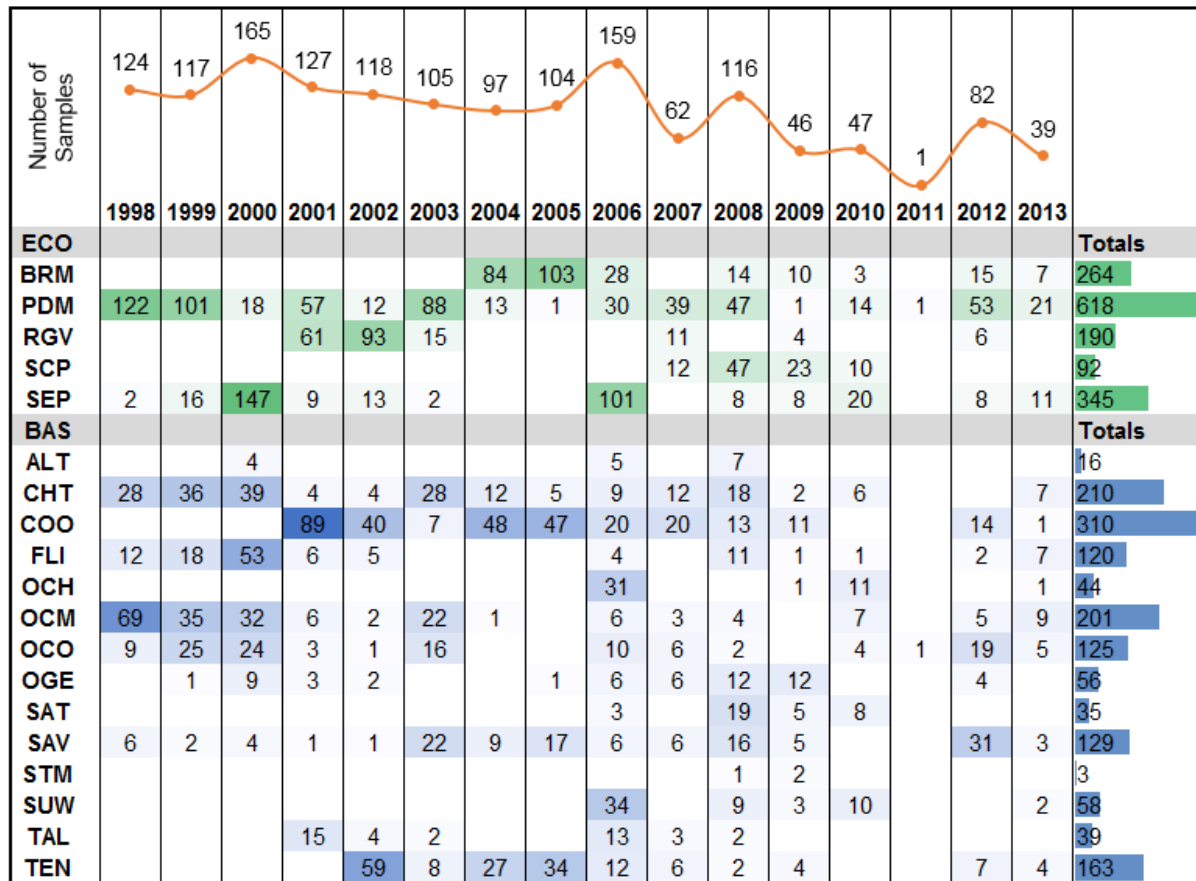 Number of
Samples
124 117 165 127 118 105 97 104 159 62 116 46 47 1 82 39
1998 1999 2000 2001 2002 2003 2004 2005 2006 2007 2008 2009 2010 2011 2012 2013
ECO Totals
BRM 84 103 28 14 10 3 15 7 264
PDM 122 101 18 57 12 88 13 1 30 39 47 1 14 1 53 21 618
RGV 61 93 15 11 4 6 190
SCP 12 47 23 10 92
SEP 2 16 147 9 13 2 101 8 8 20 8 11 345
BAS Totals
ALT 4 5 7 16
CHT 28 36 39 4 4 28 12 5 9 12 18 2 6 7 210
COO 89 40 7 48 47 20 20 13 11 14 1 310
FLI 12 18 53 6 5 4 11 1 1 2 7 120
OCH 31 1 11 1 44
OCM 69 35 32 6 2 22 1 6 3 4 7 5 9 201
OCO 9 25 24 3 1 16 10 6 2 4 1 19 5 125
OGE 1 9 3 2 1 6 6 12 12 4 56
SAT 3 19 5 8 35
SAV 6 2 4 1 1 22 9 17 6 6 16 5 31 3 129
STM 1 2 3
SUW 34 9 3 10 2 58
TAL 15 4 2 13 3 2 39
TEN 59 8 27 34 12 6 2 4 7 4 163